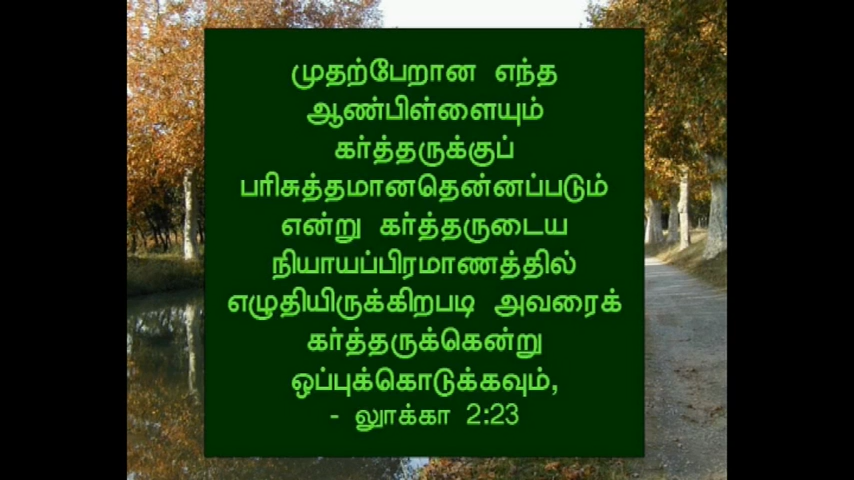 முதற்பேறான எந்த
ஆண்பிள்ளையும்
கர்த்தருக்குப்
பரிசுத்தமானதென்னப்படும்
என்று கர்த்தருடைய
நியாயப்பிரமாணத்தில்
எழுதியிருக்கிறபடி அவரைக்
கர்த்தருக்கென்று
ஒப்புக்கொடுக்கவும்,
- லூக்கா 2:23